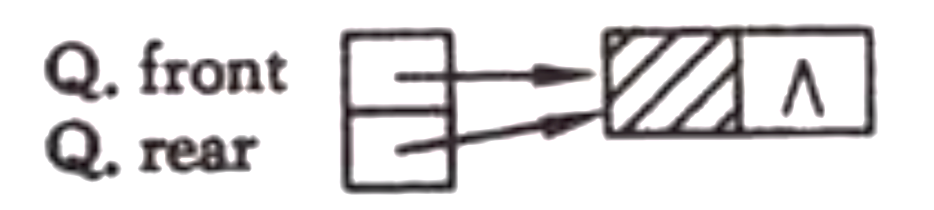 Q. front
Q. rear
∧